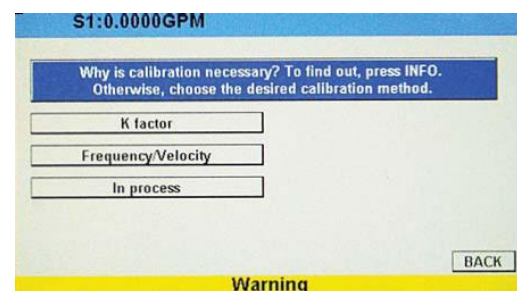 S1:0.0000GPM
Why is calibration necessary? To find out, press INFO.
Otherwise, choose the desired calibration method.
K factor
Frequency/Velocity
In process
BACK
Warning